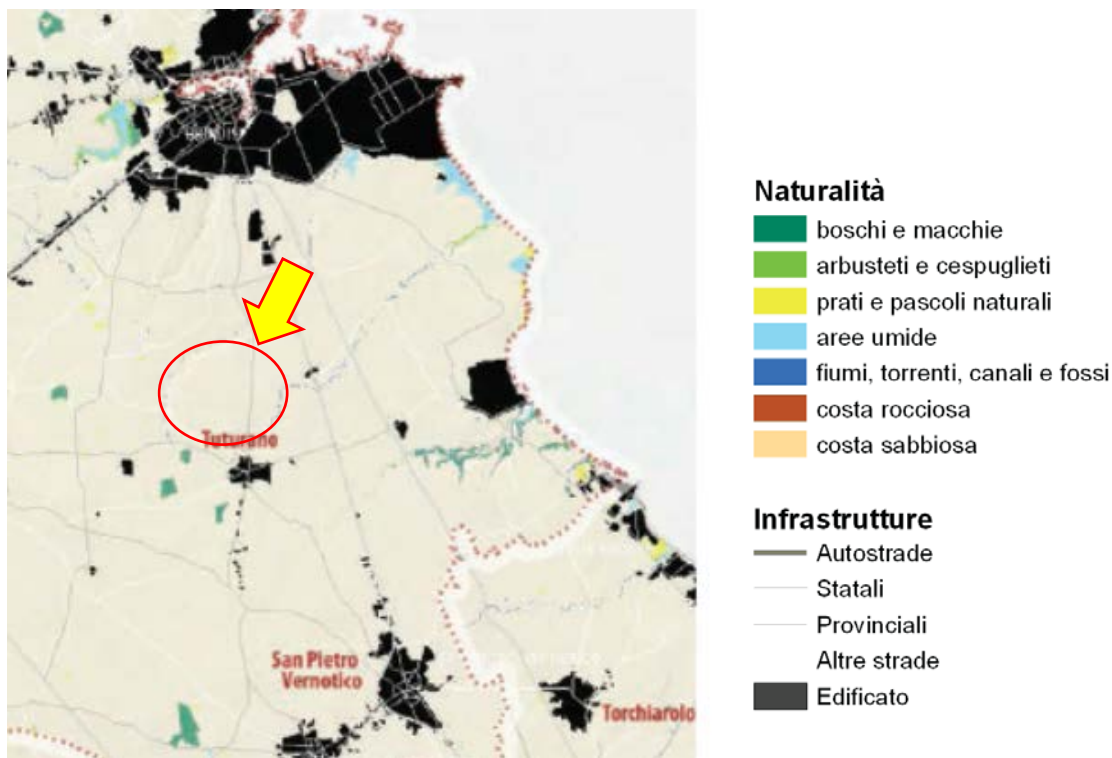 Tuturano
San Pietro
Vernotico
Torchiarolo
Naturalità
boschi e macchie
arbusteti e cespuglieti
prati e pascoli naturali
aree umide
fiumi, torrenti, canali e fossi
costa rocciosa
costa sabbiosa
Infrastrutture
Autostrade
Statali
Provinciali
Altre strade
Edificato